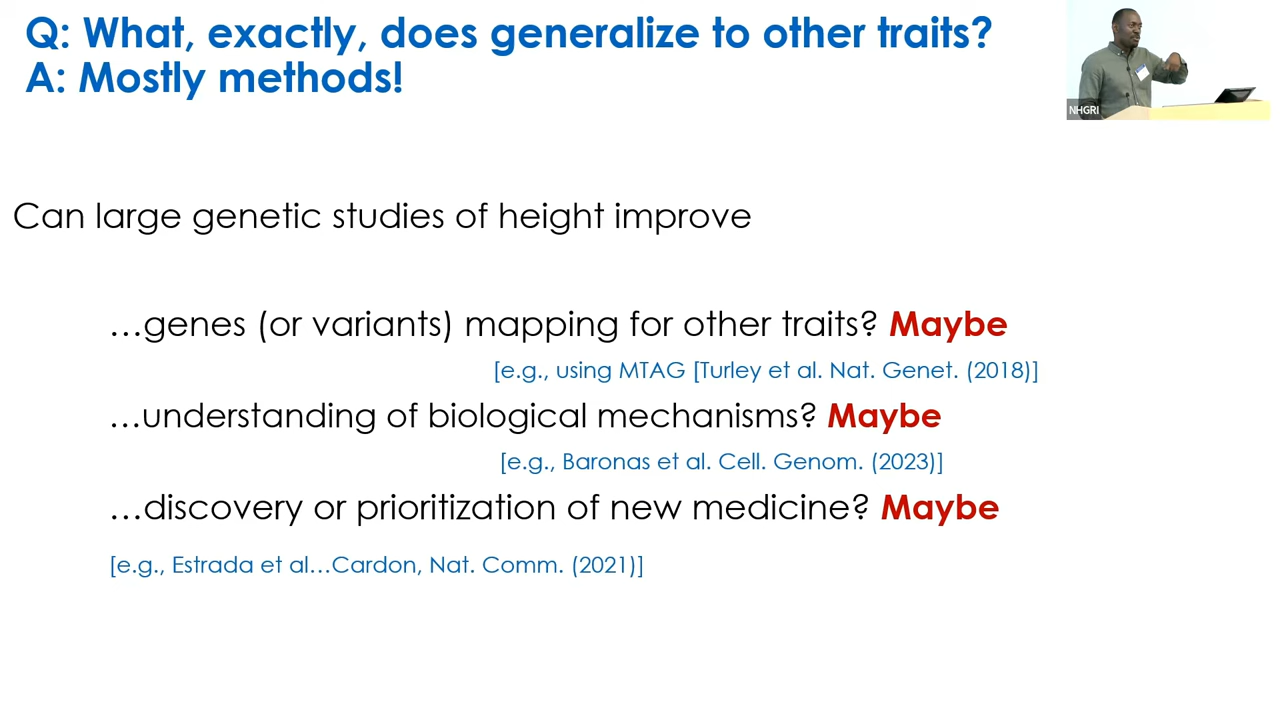 Q: What, exactly, does generalize to other traits?
A: Mostly methods!
NHGRI
Can large genetic studies of height improve
…genes (or variants) mapping for other traits? Maybe
[e.g., using MTAG [Turley et al. Nat. Genet. (2018)]
…understanding of biological mechanisms? Maybe
[e.g., Baronas et al. Cell. Genom. (2023)]
…discovery or prioritization of new medicine? Maybe
[e.g., Estrada et al…Cardon, Nat. Comm. (2021)]